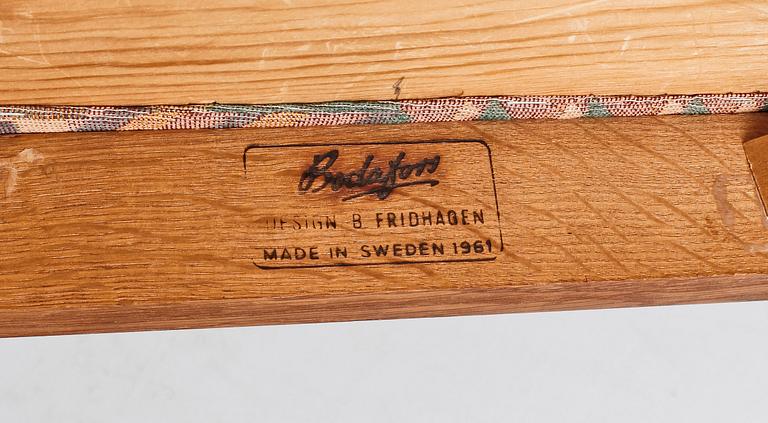 Bodafors
DESIGN B. FRIDHAGEN
MADE IN SWEDEN 1961